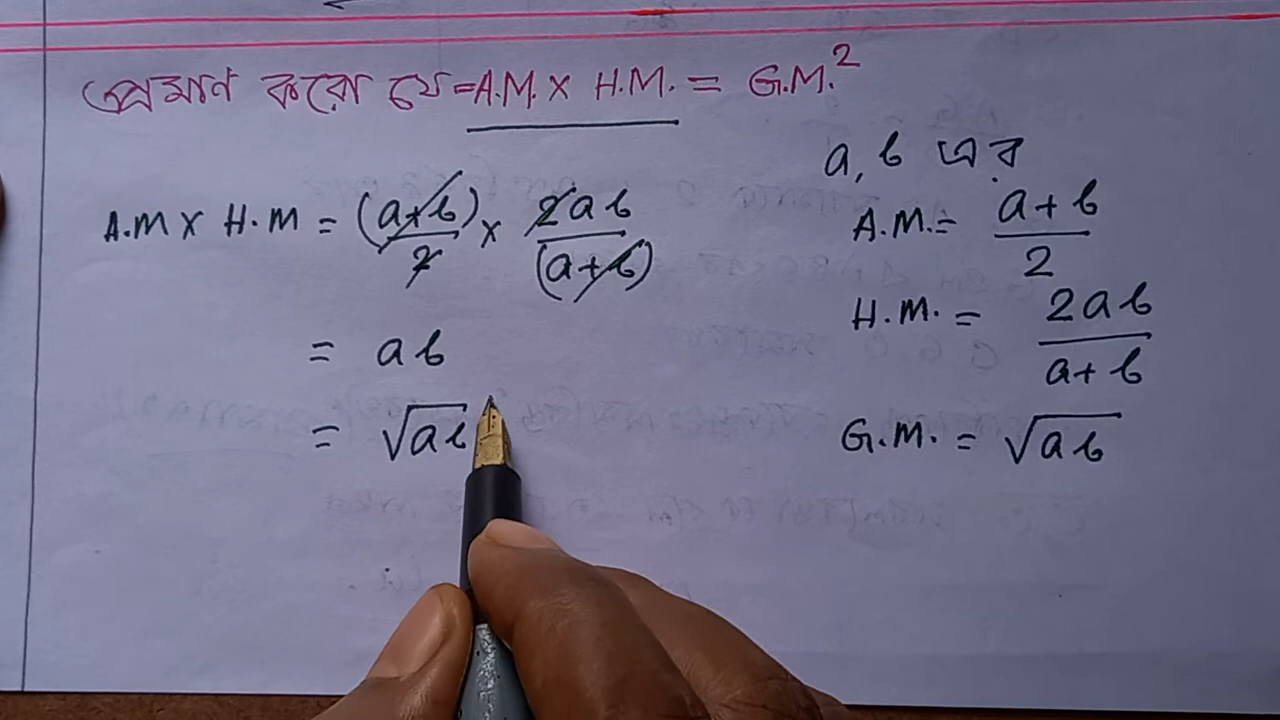 প্রমাণ করো যে = A.M. × H.M. = G.M.²
a, b এর
A.M × H.M = (a+b)/2 × 2ab/(a+b)
= ab
= √ab
A.M. = a+b/2
H.M. = 2ab/a+b
G.M. = √ab